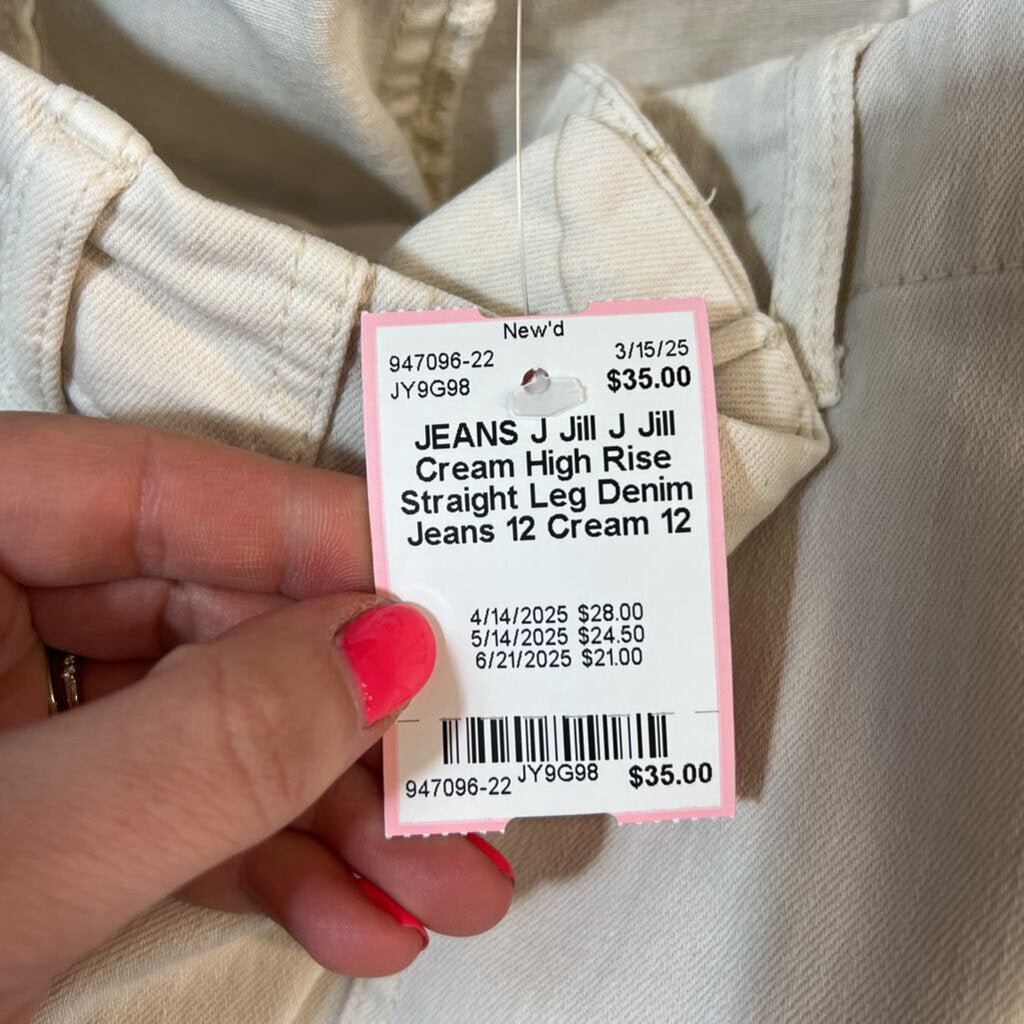 New'd
947096-22 3/15/25
JY9G98 $35.00
JEANS J Jill J Jill
Cream High Rise
Straight Leg Denim
Jeans 12 Cream 12
4/14/2025 $28.00
5/14/2025 $24.50
6/21/2025 $21.00
947096-22 JY9G98 $35.00